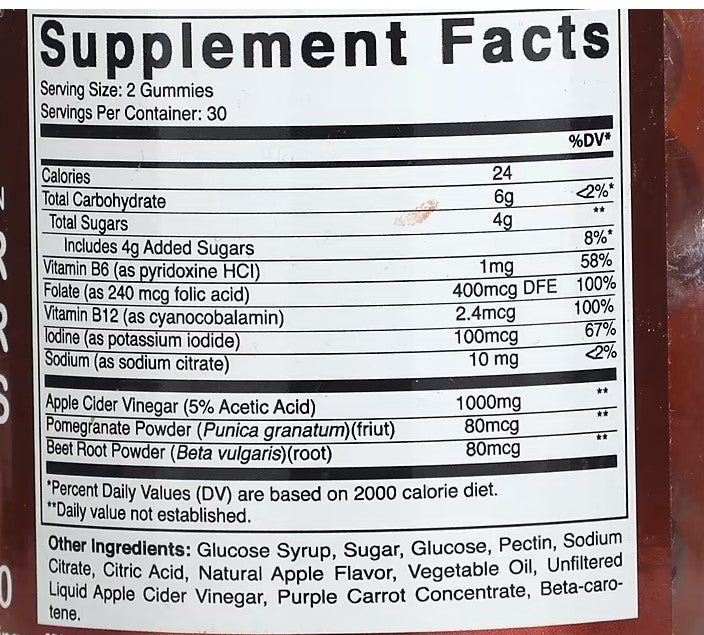 Supplement Facts
Serving Size: 2 Gummies
Servings Per Container: 30
%DV*
Calories 24
Total Carbohydrate 6g <2%*
Total Sugars 4g **
Includes 4g Added Sugars 8%*
Vitamin B6 (as pyridoxine HCI) 1mg 58%
Folate (as 240 mcg folic acid) 400mcg DFE 100%
Vitamin B12 (as cyanocobalamin) 2.4mcg 100%
Iodine (as potassium iodide) 100mcg 67%
Sodium (as sodium citrate) 10 mg <2%
Apple Cider Vinegar (5% Acetic Acid) 1000mg **
Pomegranate Powder (Punica granatum)(friut) 80mcg **
Beet Root Powder (Beta vulgaris)(root) 80mcg **
*Percent Daily Values (DV) are based on 2000 calorie diet.
**Daily value not established.
Other Ingredients: Glucose Syrup, Sugar, Glucose, Pectin, Sodium
Citrate, Citric Acid, Natural Apple Flavor, Vegetable Oil, Unfiltered
Liquid Apple Cider Vinegar, Purple Carrot Concentrate, Beta-caro-
tene.